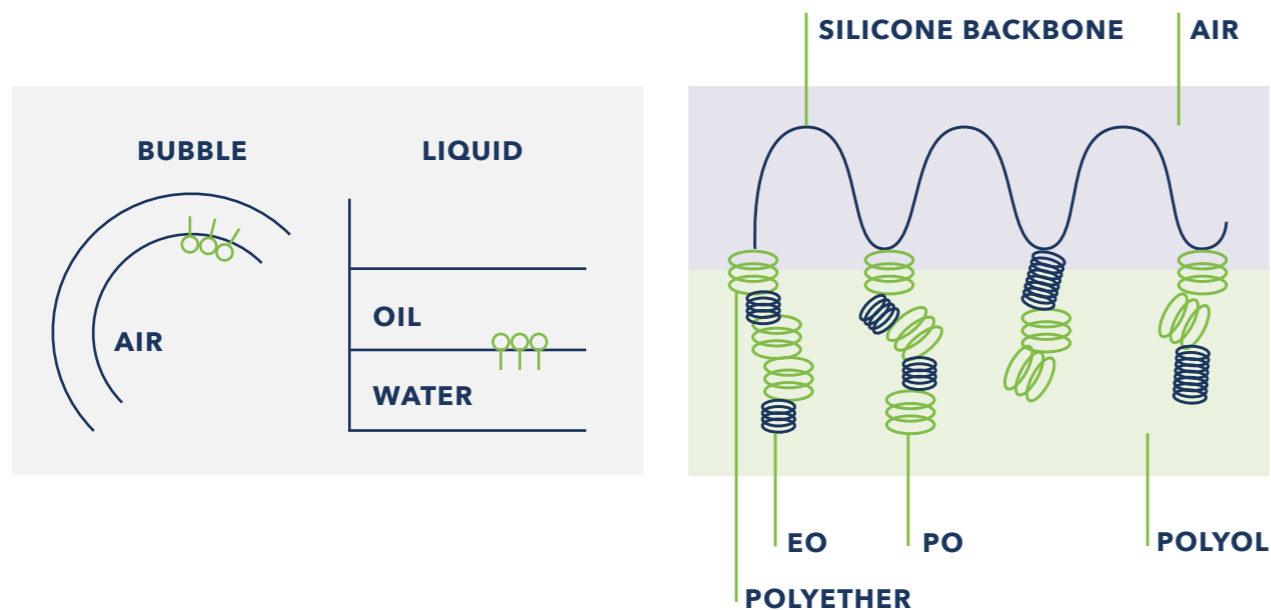 BUBBLE
LIQUID
AIR
OIL
WATER
SILICONE BACKBONE
AIR
EO
PO
POLYOL
POLYETHER